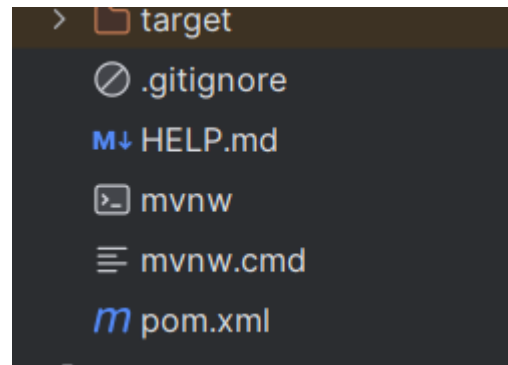 target
.gitignore
M↓ HELP.md
mvnw
mvnw.cmd
m pom.xml